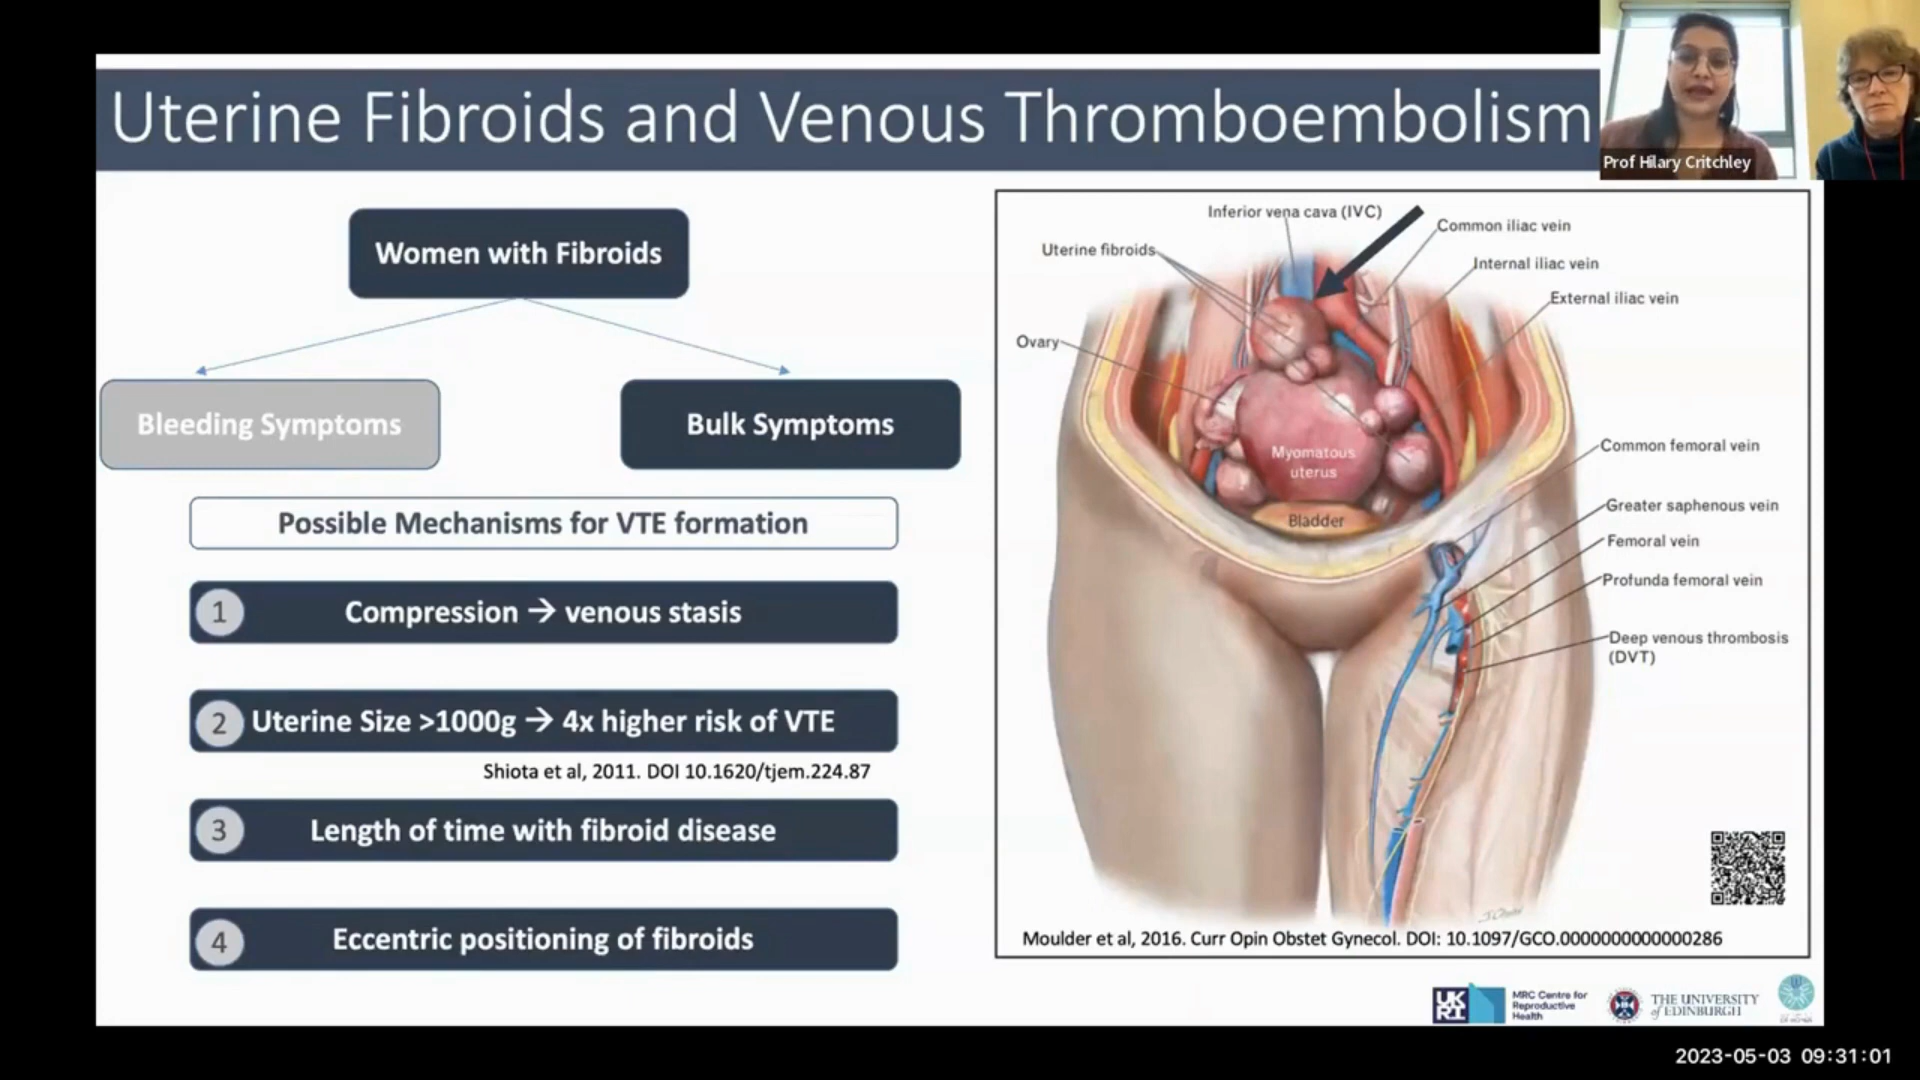 Uterine Fibroids and Venous Thromboembolism
Prof Hilary Critchley
Women with Fibroids
Bleeding Symptoms
Bulk Symptoms
Possible Mechanisms for VTE formation
1 Compression → venous stasis
2 Uterine Size >1000g → 4x higher risk of VTE
Shiota et al, 2011. DOI 10.1620/tjem.224.87
3 Length of time with fibroid disease
4 Eccentric positioning of fibroids
Inferior vena cava (IVC)
Common iliac vein
Uterine fibroids
Internal iliac vein
External iliac vein
Ovary
Myomatous
uterus
Bladder
Common femoral vein
Greater saphenous vein
Femoral vein
Profunda femoral vein
Deep venous thrombosis
(DVT)
Moulder et al, 2016. Curr Opin Obstet Gynecol. DOI: 10.1097/GCO.0000000000000286
UK
RI
MRC Centre for
Reproductive
Health
THE UNIVERSITY
of EDINBURGH
2023-05-03 09:31:01